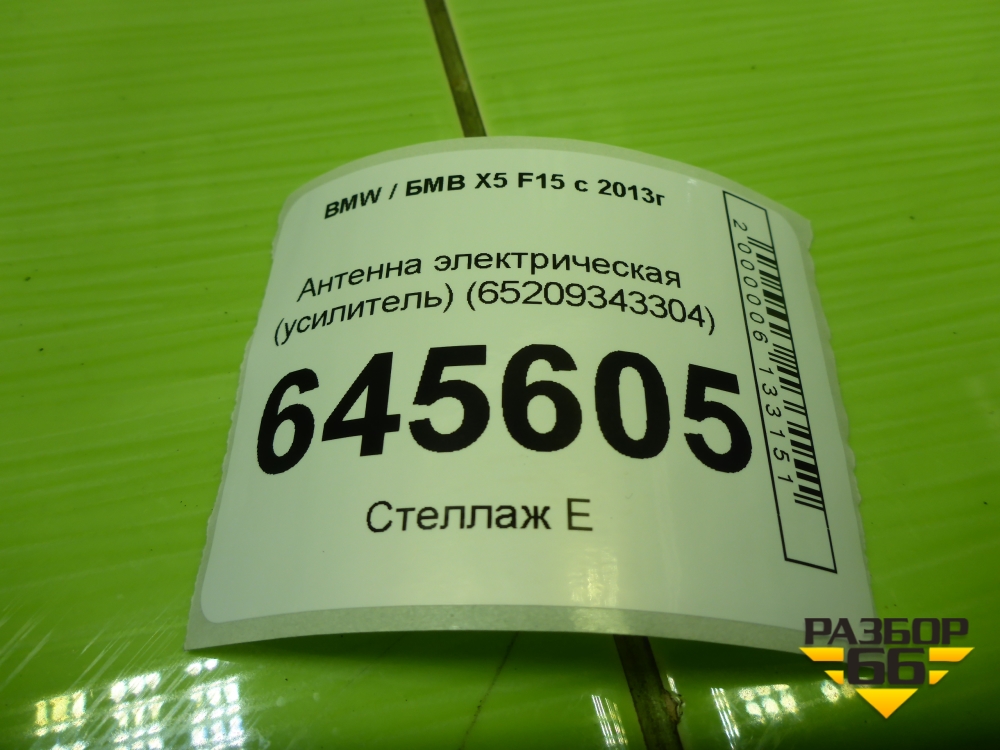 BMW / БМВ X5 F15 с 2013г
Антенна электрическая
(усилитель) (65209343304)
645605
Стеллаж Е
2000006133151
РАЗБОР
66